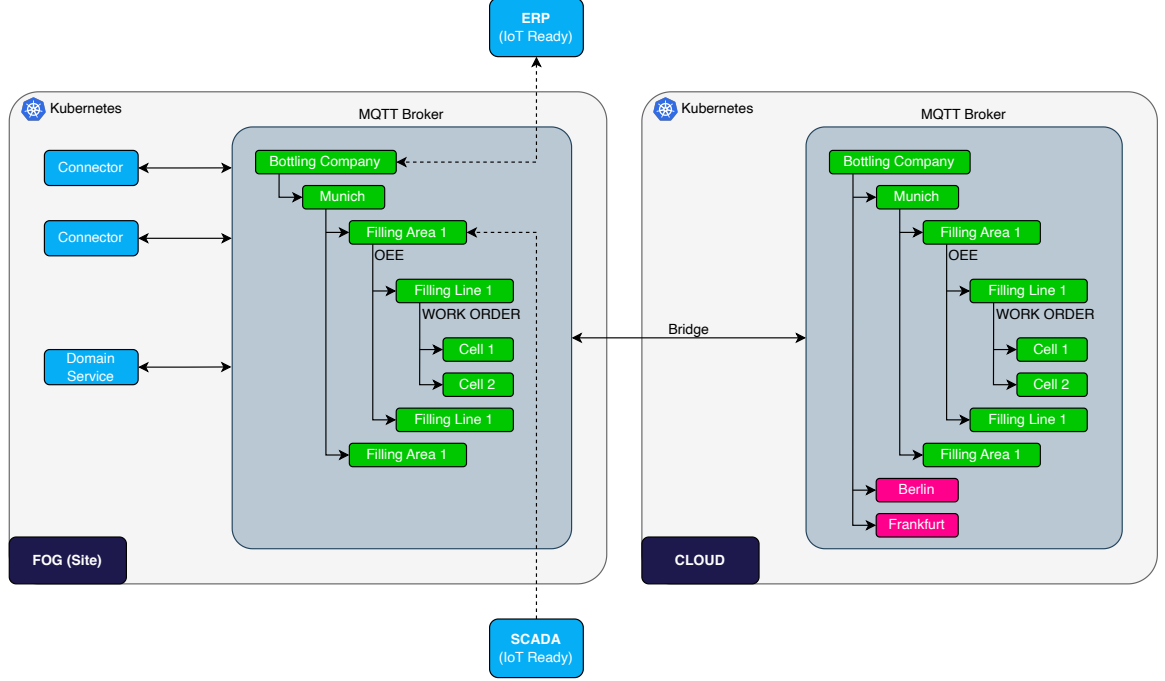 ERP
(IoT Ready)
Kubernetes
MQTT Broker
Connector
Connector
Domain
Service
Bottling Company
Munich
Filling Area 1
OEE
Filling Line 1
WORK ORDER
Cell 1
Cell 2
Filling Line 1
Filling Area 1
FOG (Site)
Bridge
Kubernetes
MQTT Broker
Bottling Company
Munich
Filling Area 1
OEE
Filling Line 1
WORK ORDER
Cell 1
Cell 2
Filling Line 1
Filling Area 1
Berlin
Frankfurt
CLOUD
SCADA
(IoT Ready)